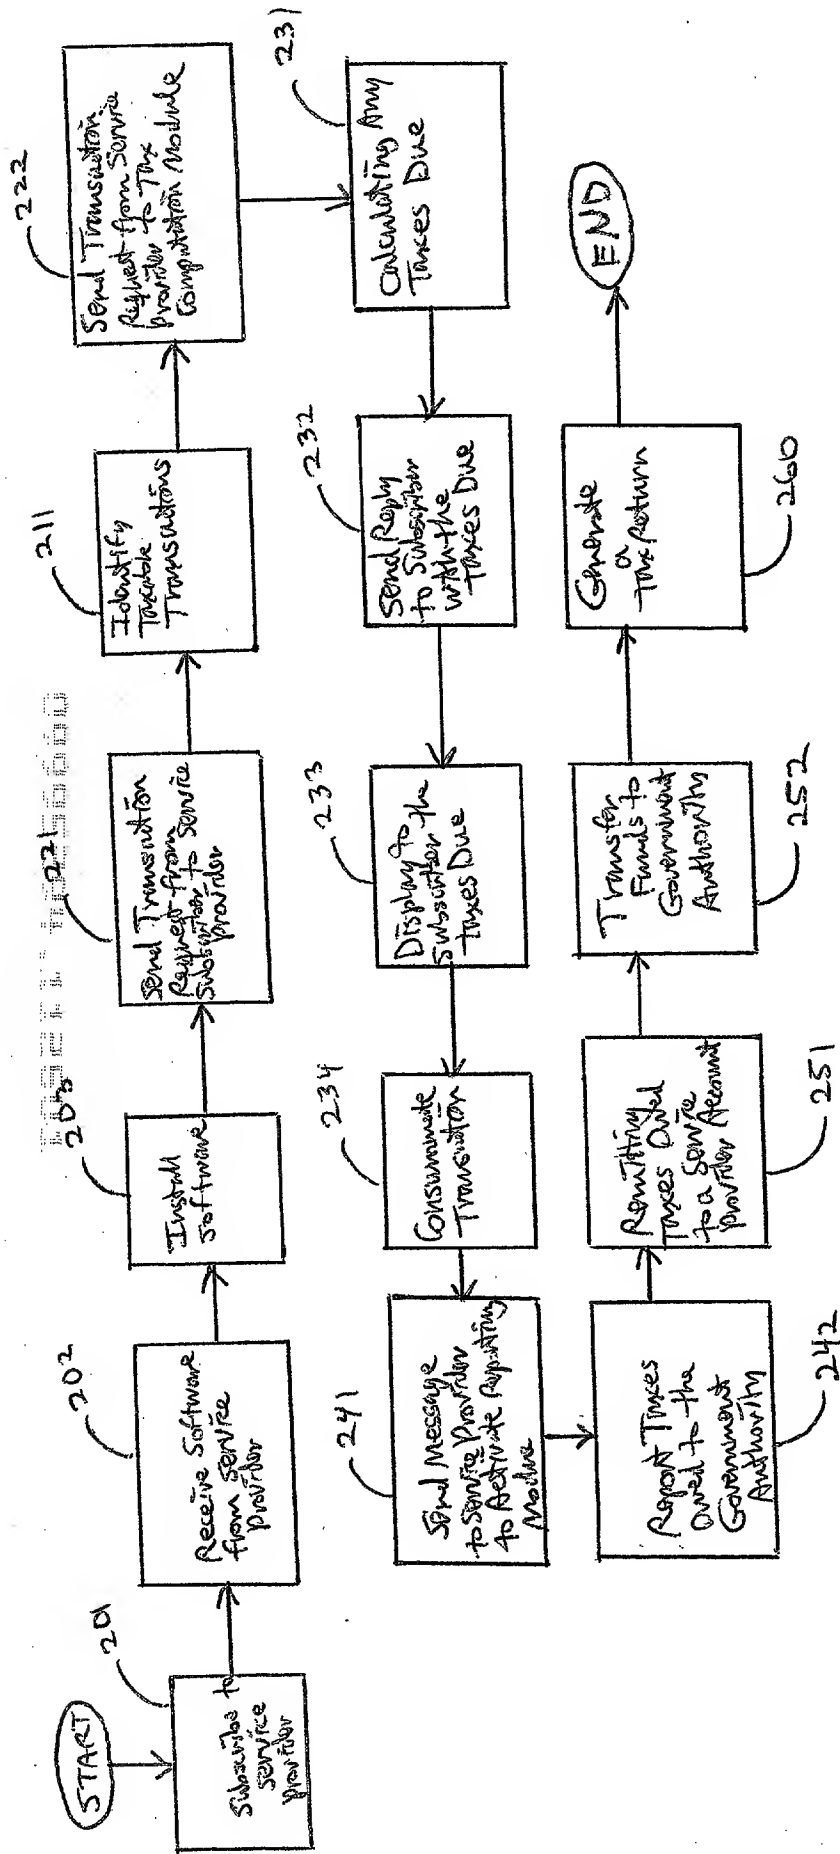 START
201
Subscribe to
Service
Provider
202
Receive Software
from Service
Provider
203
Install
Software
221
Send Transaction
Request from
Subscriber to Service
Provider
211
Identify
Taxable
Transactions
222
Send Transaction
Request from Service
Provider to Tax
Computation Module
231
Calculating Any
Taxes Due
232
Send Reply
to Subscriber
with the
Taxes Due
233
Display to
Subscriber the
Taxes Due
234
Consummate
Transaction
241
Send Message
to Service Provider
to Activate Reporting
Module
Report Taxes
Owed to the
Government
Authority
242
Remitting
Taxes Owed
to a Service
Provider Account
251
Transfer
Funds to
Government
Authority
252
Generate
a
Tax Return
260
END